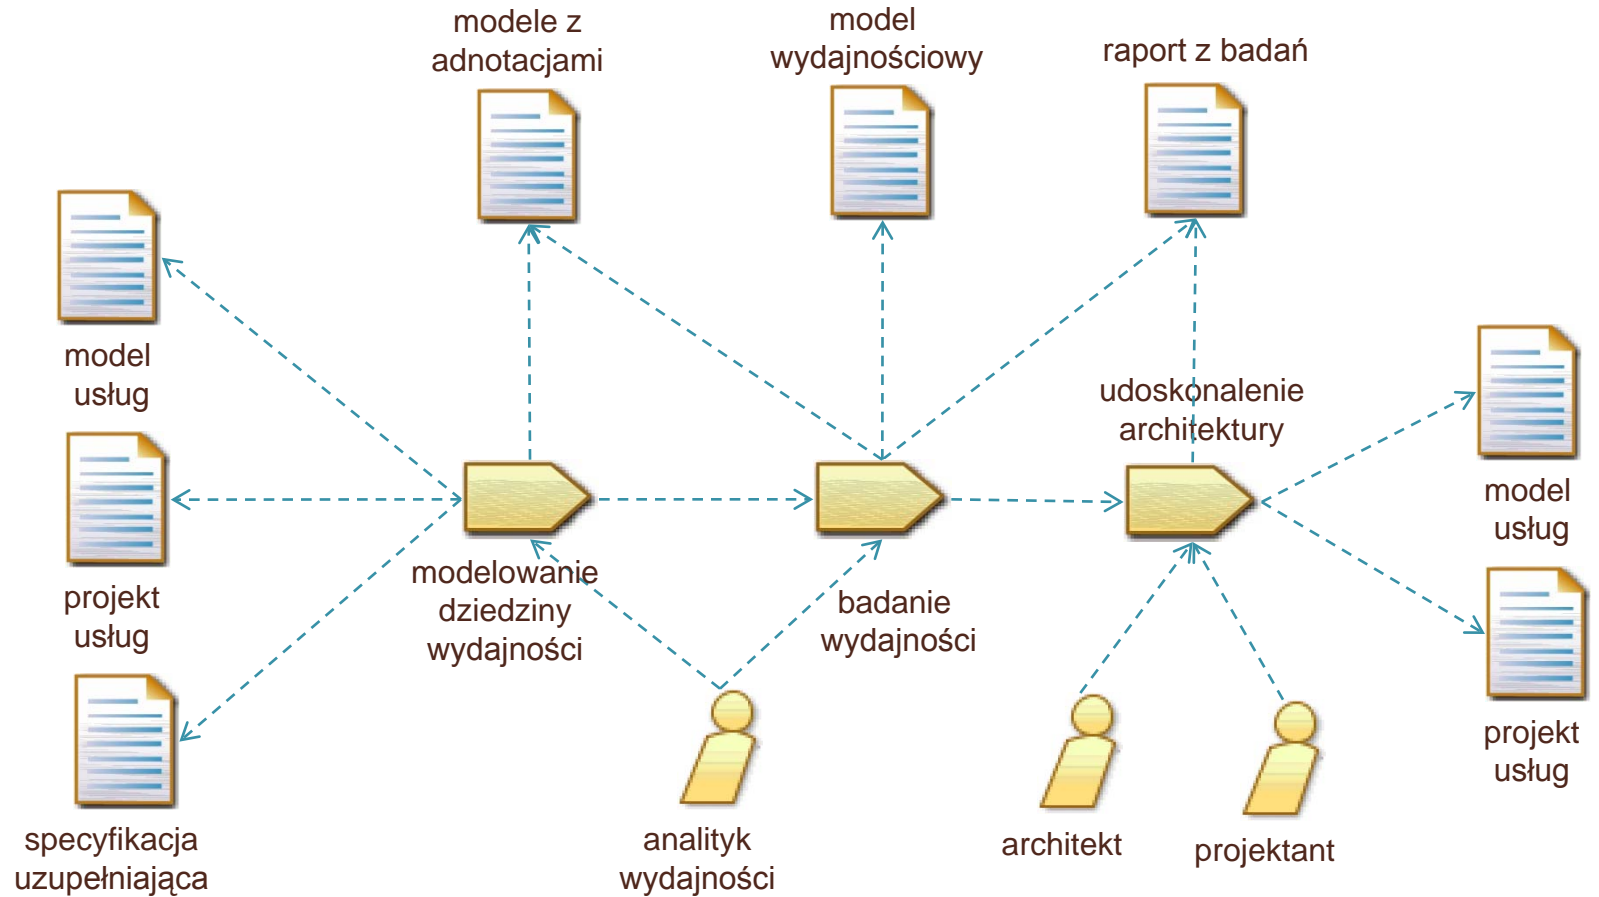 modele z
adnotacjami
model
wydajnościowy
raport z badań
model
usług
udoskonalenie
architektury
model
usług
projekt
usług
modelowanie
dziedziny
wydajności
badanie
wydajności
projekt
usług
specyfikacja
uzupełniająca
analityk
wydajności
architekt
projektant